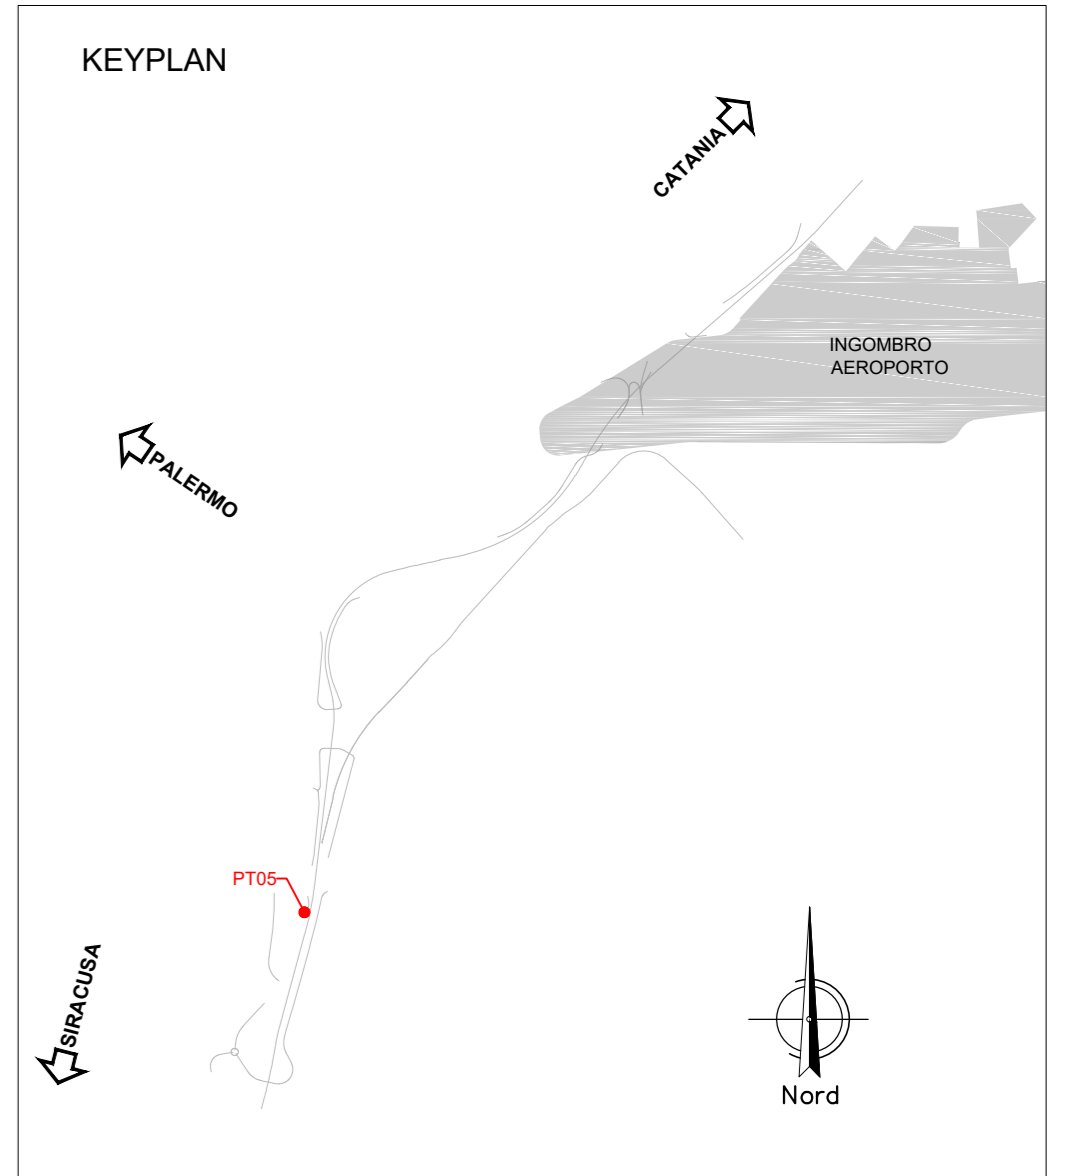 KEYPLAN
CATANIA
INGOMBRO
AEROPORTO
PALERMO
PT05
SIRACUSA
Nord